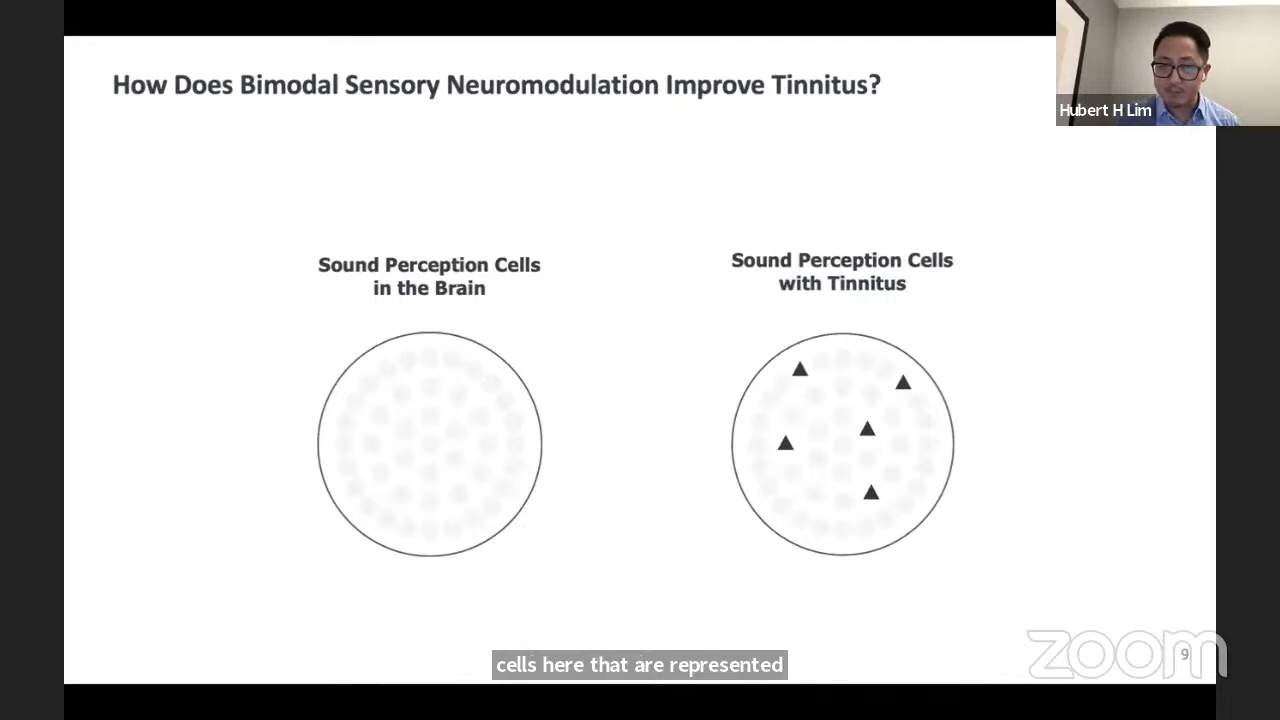 How Does Bimodal Sensory Neuromodulation Improve Tinnitus?
Hubert H Lim
Sound Perception Cells
in the Brain
Sound Perception Cells
with Tinnitus
cells here that are represented
zoom
9